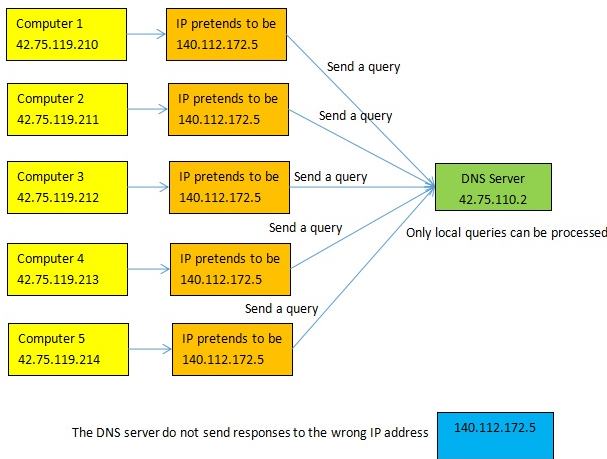 Computer 1
42.75.119.210
IP pretends to be
140.112.172.5
Send a query
Computer 2
42.75.119.211
IP pretends to be
140.112.172.5
Send a query
Computer 3
42.75.119.212
IP pretends to be
140.112.172.5
Send a query
DNS Server
42.75.110.2
Only local queries can be processed
Computer 4
42.75.119.213
IP pretends to be
140.112.172.5
Send a query
Computer 5
42.75.119.214
IP pretends to be
140.112.172.5
Send a query
The DNS server do not send responses to the wrong IP address
140.112.172.5